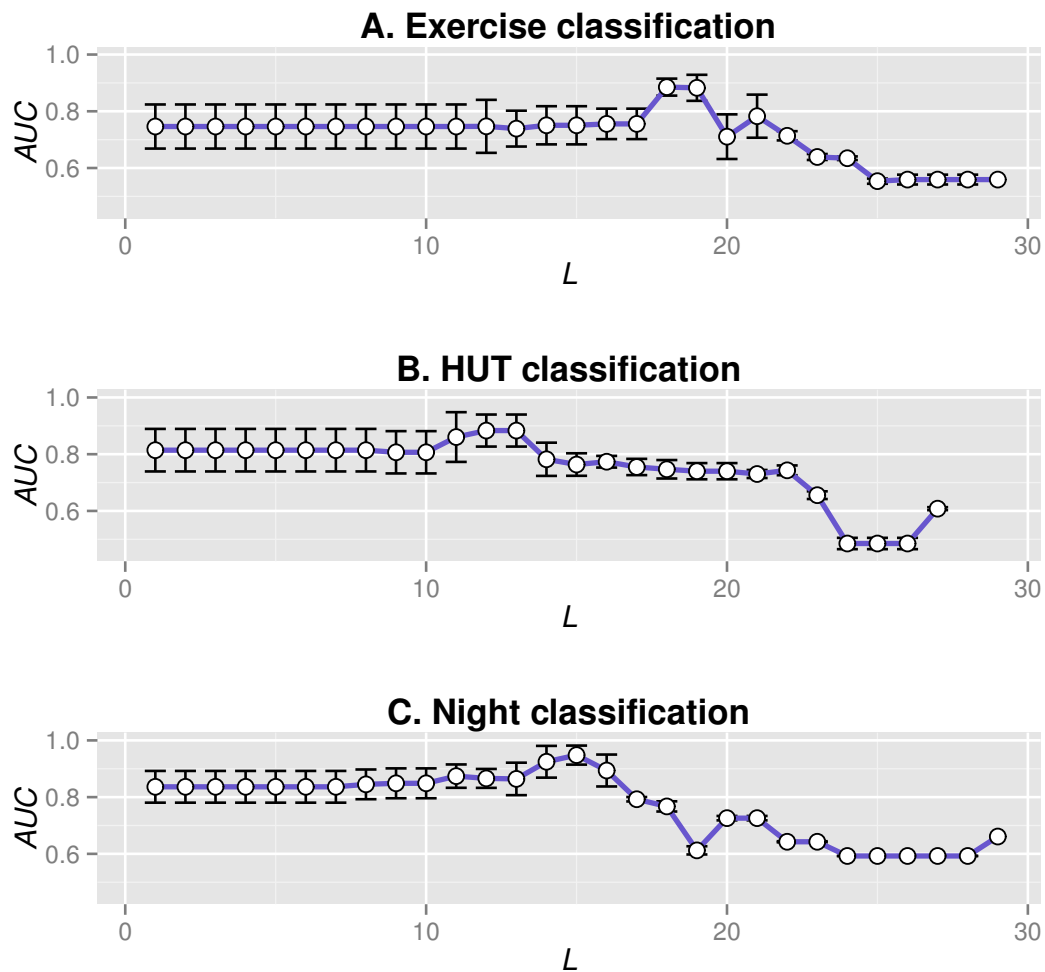 A. Exercise classification
1.0
0.8
0.6
AUC
0 10 20 30
L
B. HUT classification
1.0
0.8
0.6
AUC
0 10 20 30
L
C. Night classification
1.0
0.8
0.6
AUC
0 10 20 30
L